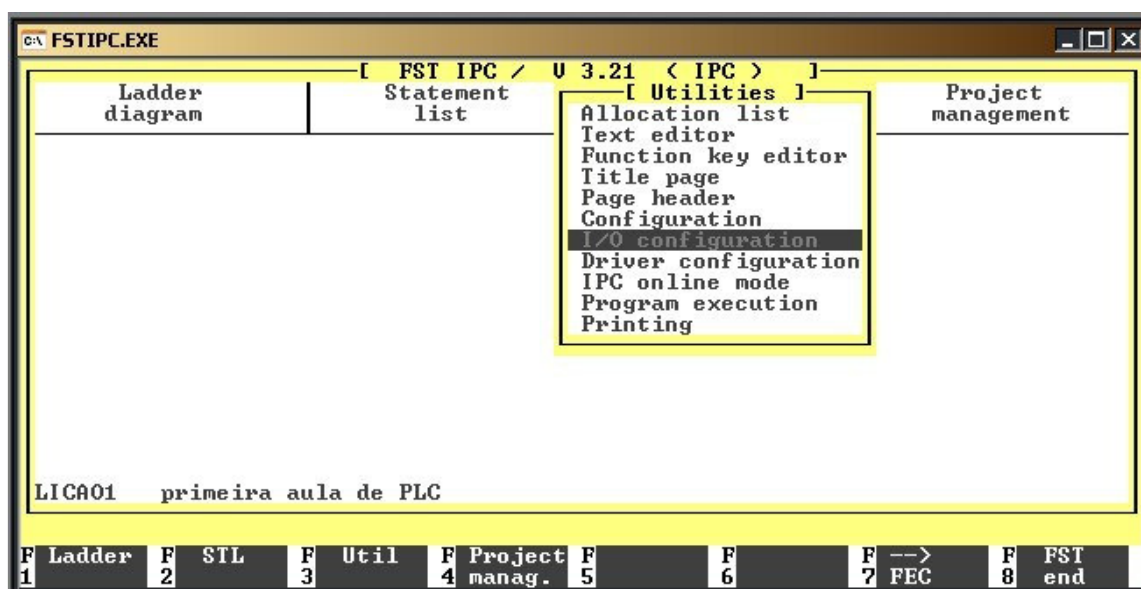 FSTIPC.EXE
[ FST IPC / V 3.21 < IPC > ]
Ladder diagram
Statement list
[ Utilities ]
Allocation list
Text editor
Function key editor
Title page
Page header
Configuration
I/O configuration
Driver configuration
IPC online mode
Program execution
Printing
Project management
LICAO1 primeira aula de PLC
F1 Ladder F2 STL F3 Util F4 Project manag. F5 F6 F7 --> FEC F8 FST end